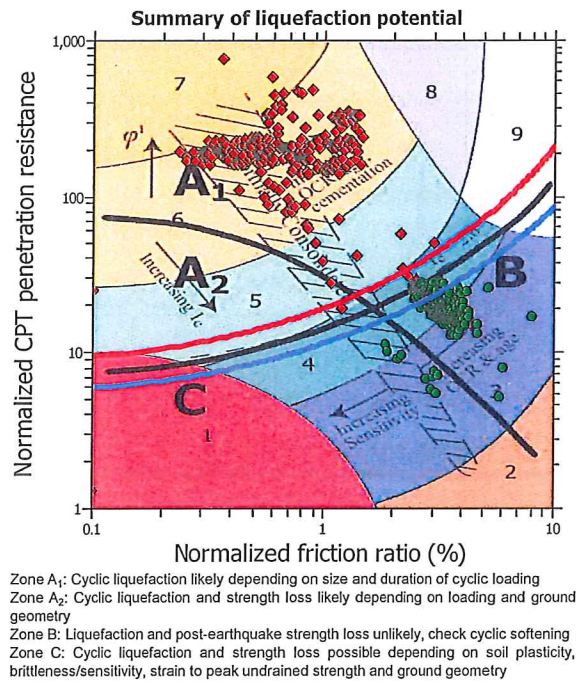 Summary of liquefaction potential
1,000
7
8
9
φ'
A1
OCR
cementation
100
6
Consolidated
Increasing Ic
A2
5
B
10
4
Increasing
Sensitivity
& age
3
C
1
2
1
0.1
1
10
Normalized CPT penetration resistance
Normalized friction ratio (%)
Zone A1: Cyclic liquefaction likely depending on size and duration of cyclic loading
Zone A2: Cyclic liquefaction and strength loss likely depending on loading and ground
geometry
Zone B: Liquefaction and post-earthquake strength loss unlikely, check cyclic softening
Zone C: Cyclic liquefaction and strength loss possible depending on soil plasticity,
brittleness/sensitivity, strain to peak undrained strength and ground geometry